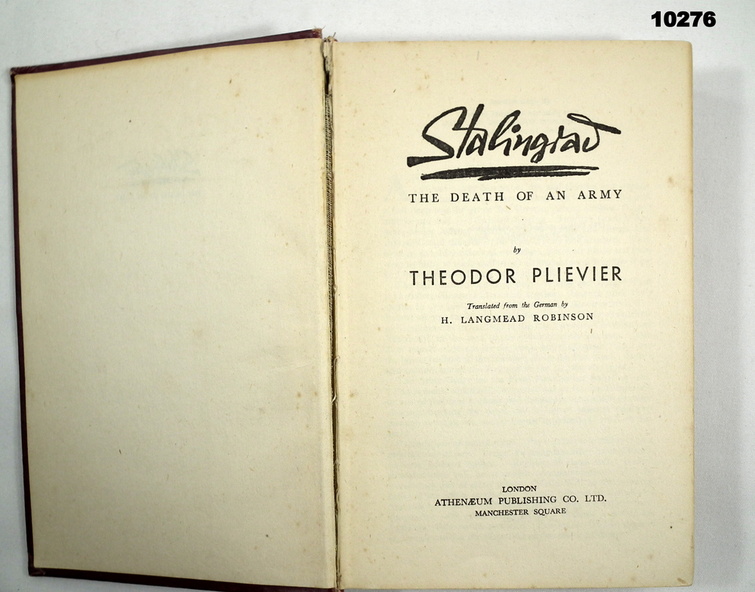 10276
Stalingrad
THE DEATH OF AN ARMY
by
THEODOR PLIEVIER
Translated from the German by
H. LANGMEAD ROBINSON
LONDON
ATHENÆUM PUBLISHING CO. LTD.
MANCHESTER SQUARE